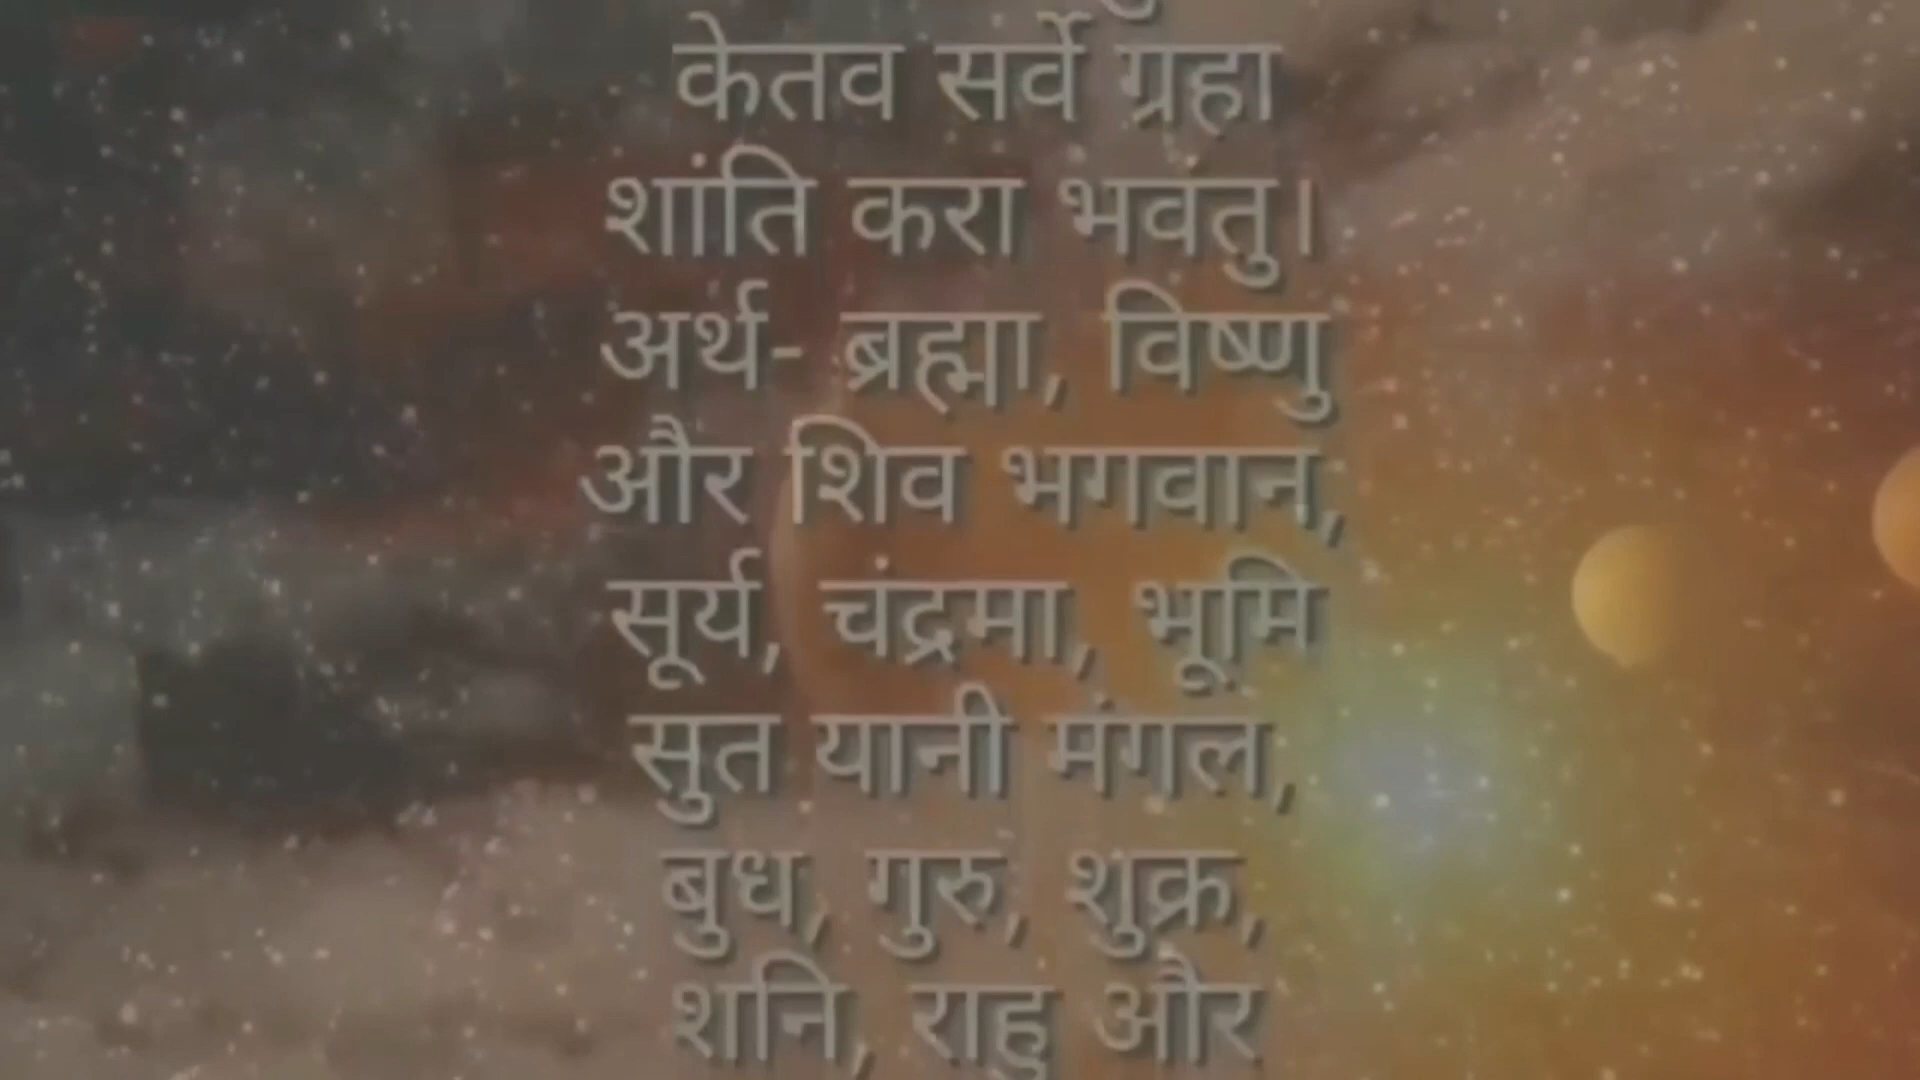 केतव सर्वे ग्रहा
शांति करा भवंतु।
अर्थ- ब्रह्मा, विष्णु
और शिव भगवान,
सूर्य, चंद्रमा, भूमि
सुत यानी मंगल,
बुध, गुरु, शुक्र,
शनि, राहु और